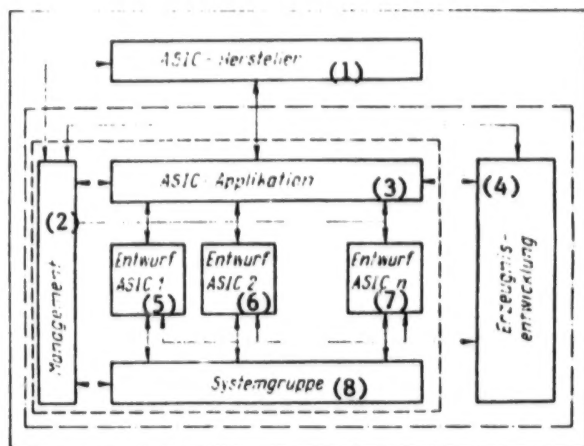 ASIC-Hersteller (1)
ASIC-Applikation (3)
(2)
Management
(4)
Erzeugnis-
entwicklung
Entwurf
ASIC 1
(5)
Entwurf
ASIC 2
(6)
Entwurf
ASIC n
(7)
Systemgruppe (8)